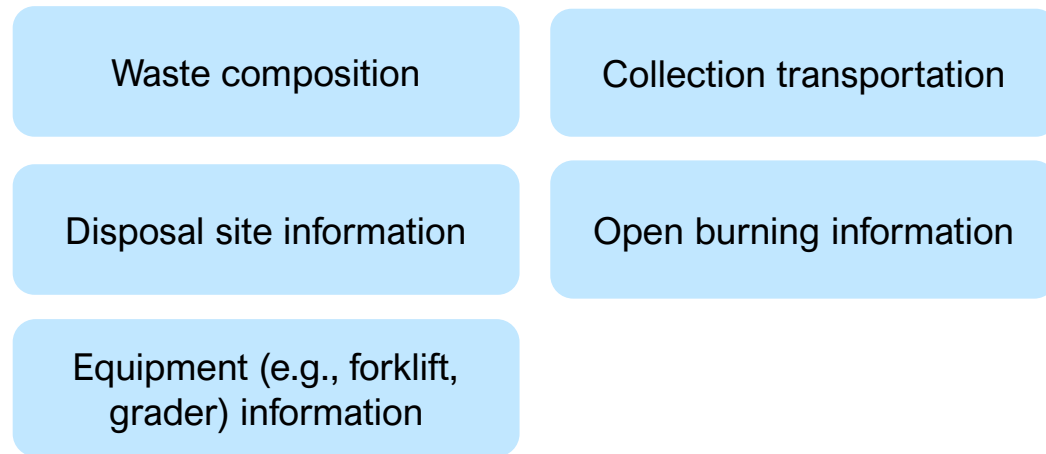 Waste composition
Collection transportation
Disposal site information
Open burning information
Equipment (e.g., forklift,
grader) information